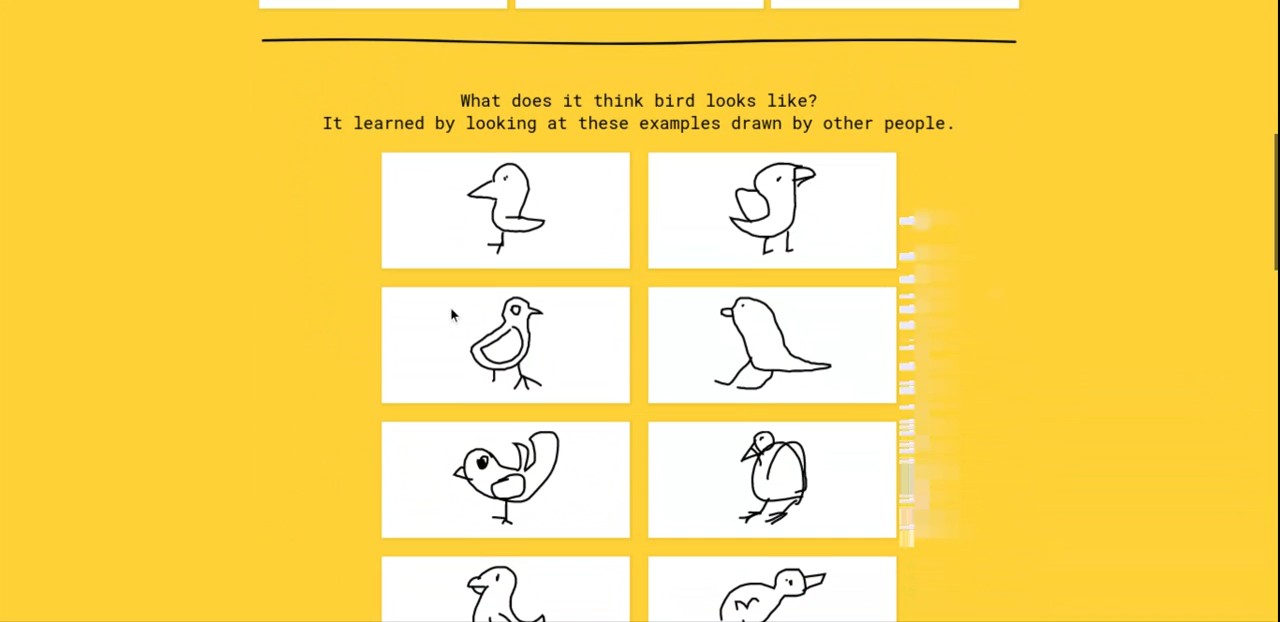 What does it think bird looks like?
It learned by looking at these examples drawn by other people.